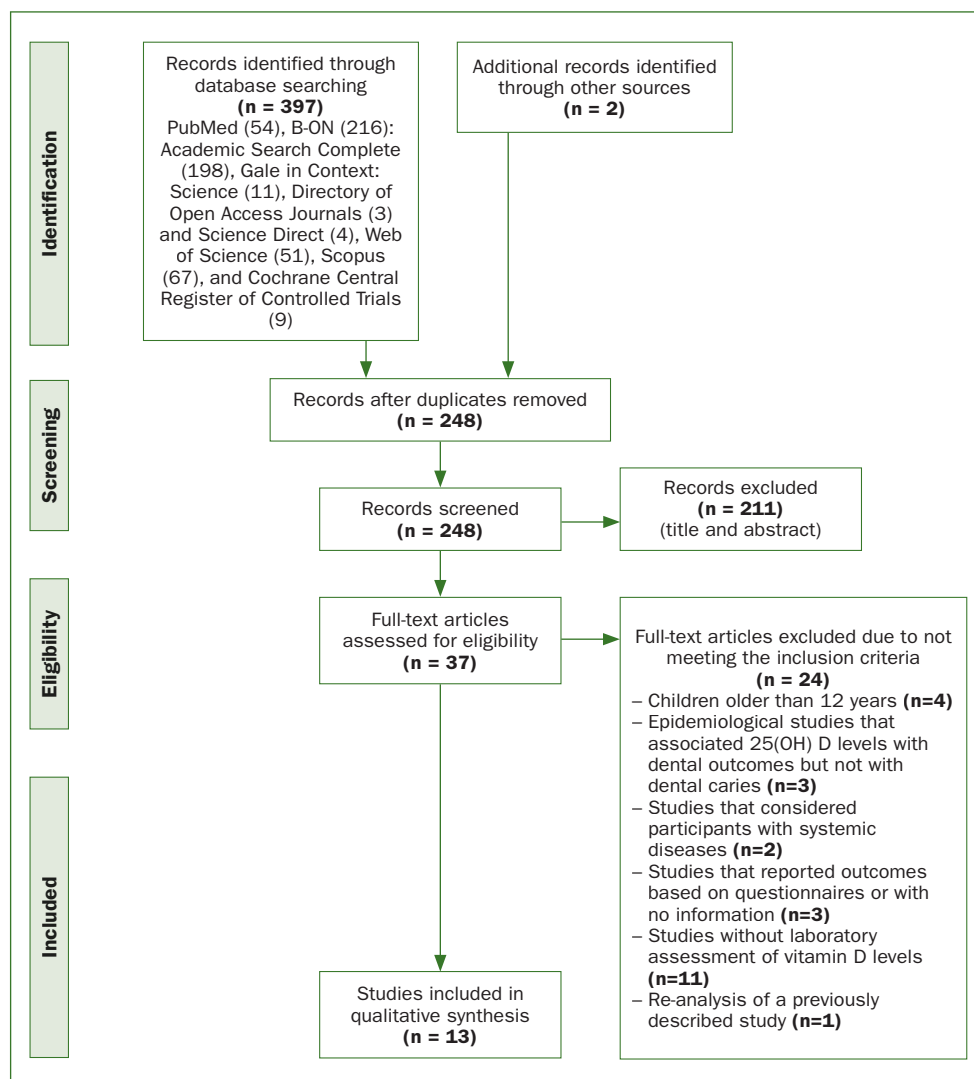 Identification
Records identified through
database searching
(n = 397)
PubMed (54), B-ON (216):
Academic Search Complete
(198), Gale in Context:
Science (11), Directory of
Open Access Journals (3)
and Science Direct (4), Web
of Science (51), Scopus
(67), and Cochrane Central
Register of Controlled Trials
(9)
Additional records identified
through other sources
(n = 2)
Screening
Records after duplicates removed
(n = 248)
Records screened
(n = 248)
Records excluded
(n = 211)
(title and abstract)
Eligibility
Full-text articles
assessed for eligibility
(n = 37)
Full-text articles excluded due to not
meeting the inclusion criteria
(n = 24)
– Children older than 12 years (n=4)
– Epidemiological studies that
associated 25(OH) D levels with
dental outcomes but not with
dental caries (n=3)
– Studies that considered
participants with systemic
diseases (n=2)
– Studies that reported outcomes
based on questionnaires or with
no information (n=3)
– Studies without laboratory
assessment of vitamin D levels
(n=11)
– Re-analysis of a previously
described study (n=1)
Included
Studies included in
qualitative synthesis
(n = 13)